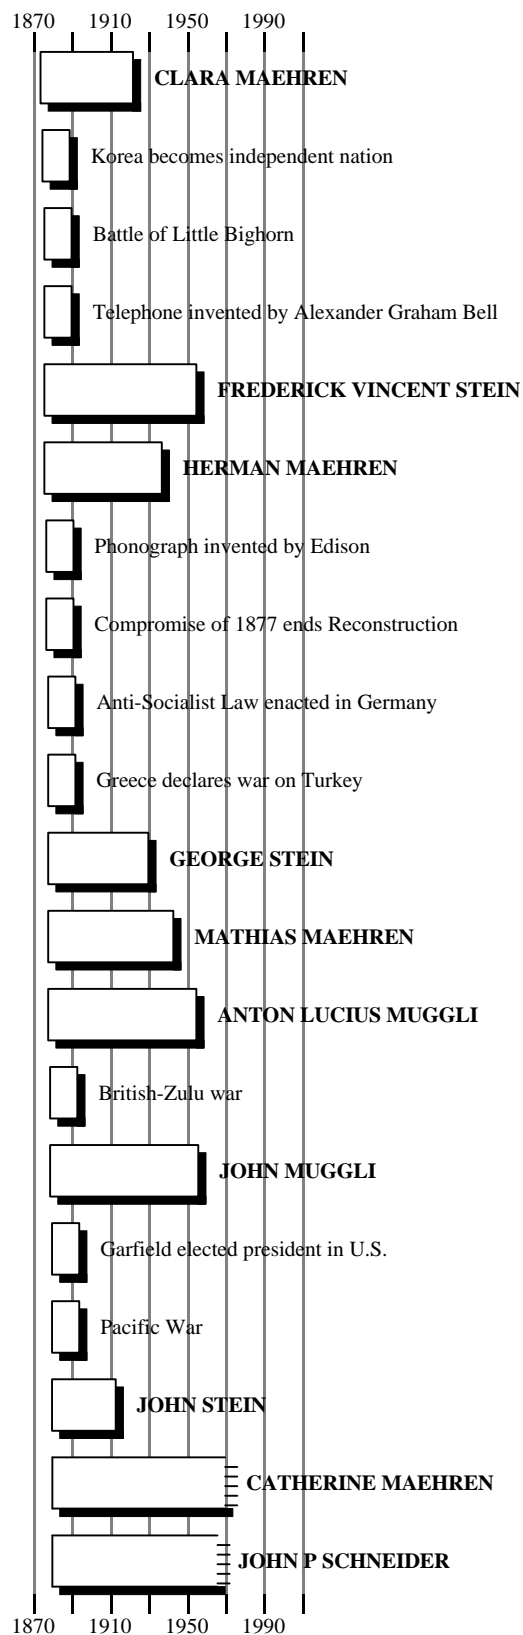 1870 1910 1950 1990
CLARA MAEHREN
Korea becomes independent nation
Battle of Little Bighorn
Telephone invented by Alexander Graham Bell
FREDERICK VINCENT STEIN
HERMAN MAEHREN
Phonograph invented by Edison
Compromise of 1877 ends Reconstruction
Anti-Socialist Law enacted in Germany
Greece declares war on Turkey
GEORGE STEIN
MATHIAS MAEHREN
ANTON LUCIUS MUGGLI
British-Zulu war
JOHN MUGGLI
Garfield elected president in U.S.
Pacific War
JOHN STEIN
CATHERINE MAEHREN
JOHN P SCHNEIDER
1870 1910 1950 1990